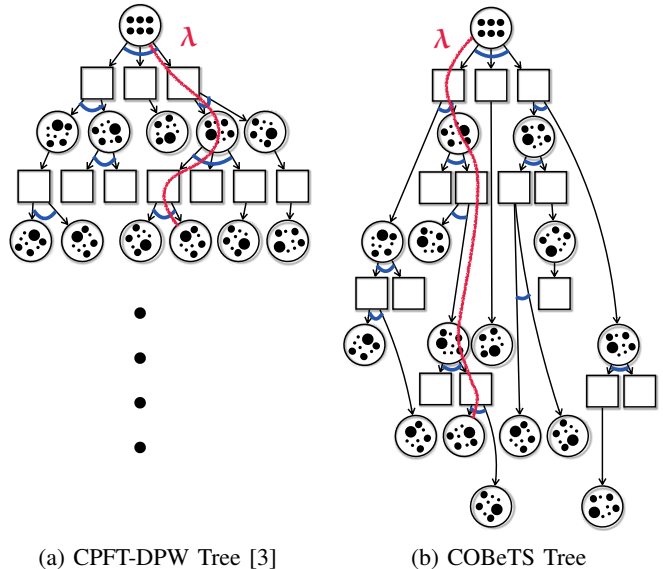 λ
λ
(a) CPFT-DPW Tree [3]
(b) COBeTS Tree